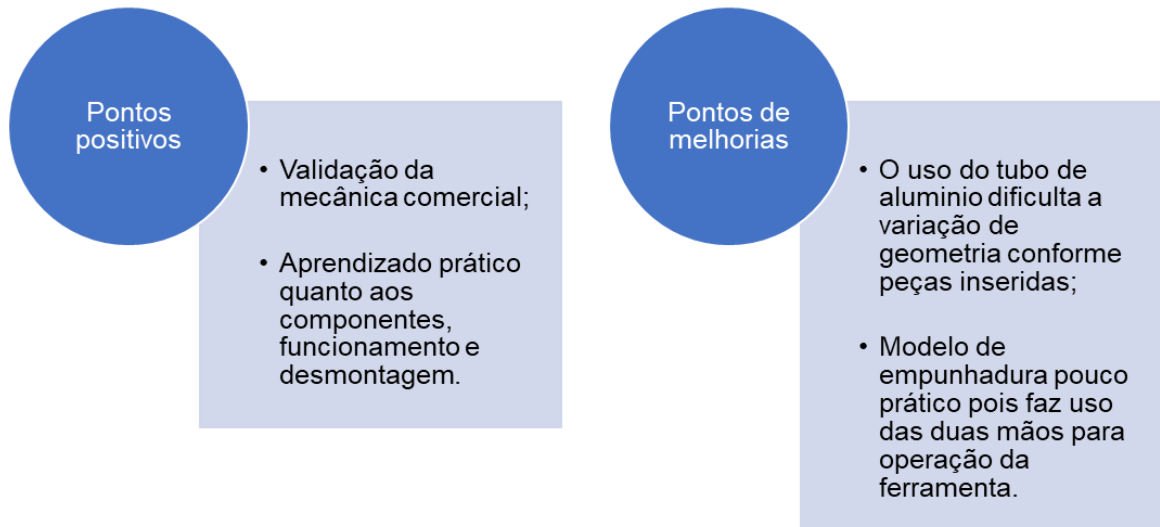 Pontos
positivos
• Validação da
mecânica comercial;
• Aprendizado prático
quanto aos
componentes,
funcionamento e
desmontagem.
Pontos de
melhorias
• O uso do tubo de
aluminio dificulta a
variação de
geometria conforme
peças inseridas;
• Modelo de
empunhadura pouco
prático pois faz uso
das duas mãos para
operação da
ferramenta.